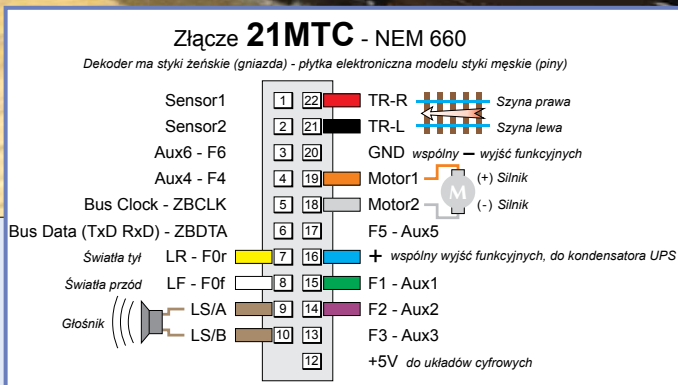 Złącze 21MTC - NEM 660
Dekoder ma styki żeńskie (gniazda) - płytka elektroniczna modelu styki męskie (piny)
Sensor1 1 22 TR-R Szyna prawa
Sensor2 2 21 TR-L Szyna lewa
Aux6 - F6 3 20 GND wspólny – wyjść funkcyjnych
Aux4 - F4 4 19 Motor1 (+) Silnik
M
Bus Clock - ZBCLK 5 18 Motor2 (-) Silnik
Bus Data (TxD RxD) - ZBDTA 6 17 F5 - Aux5
Światła tył LR - F0r 7 16 + wspólny wyjść funkcyjnych, do kondensatora UPS
Światła przód LF - F0f 8 15 F1 - Aux1
Głośnik LS/A 9 14 F2 - Aux2
LS/B 10 13 F3 - Aux3
12 +5V do układów cyfrowych